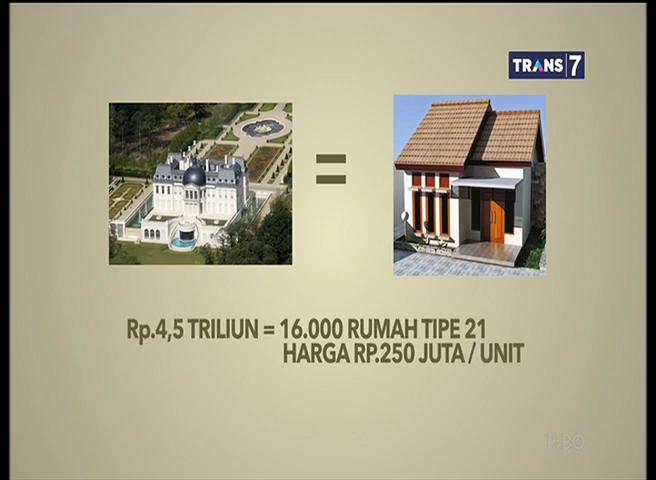 TRANS 7
Rp.4,5 TRILIUN = 16.000 RUMAH TIPE 21
HARGA RP.250 JUTA / UNIT